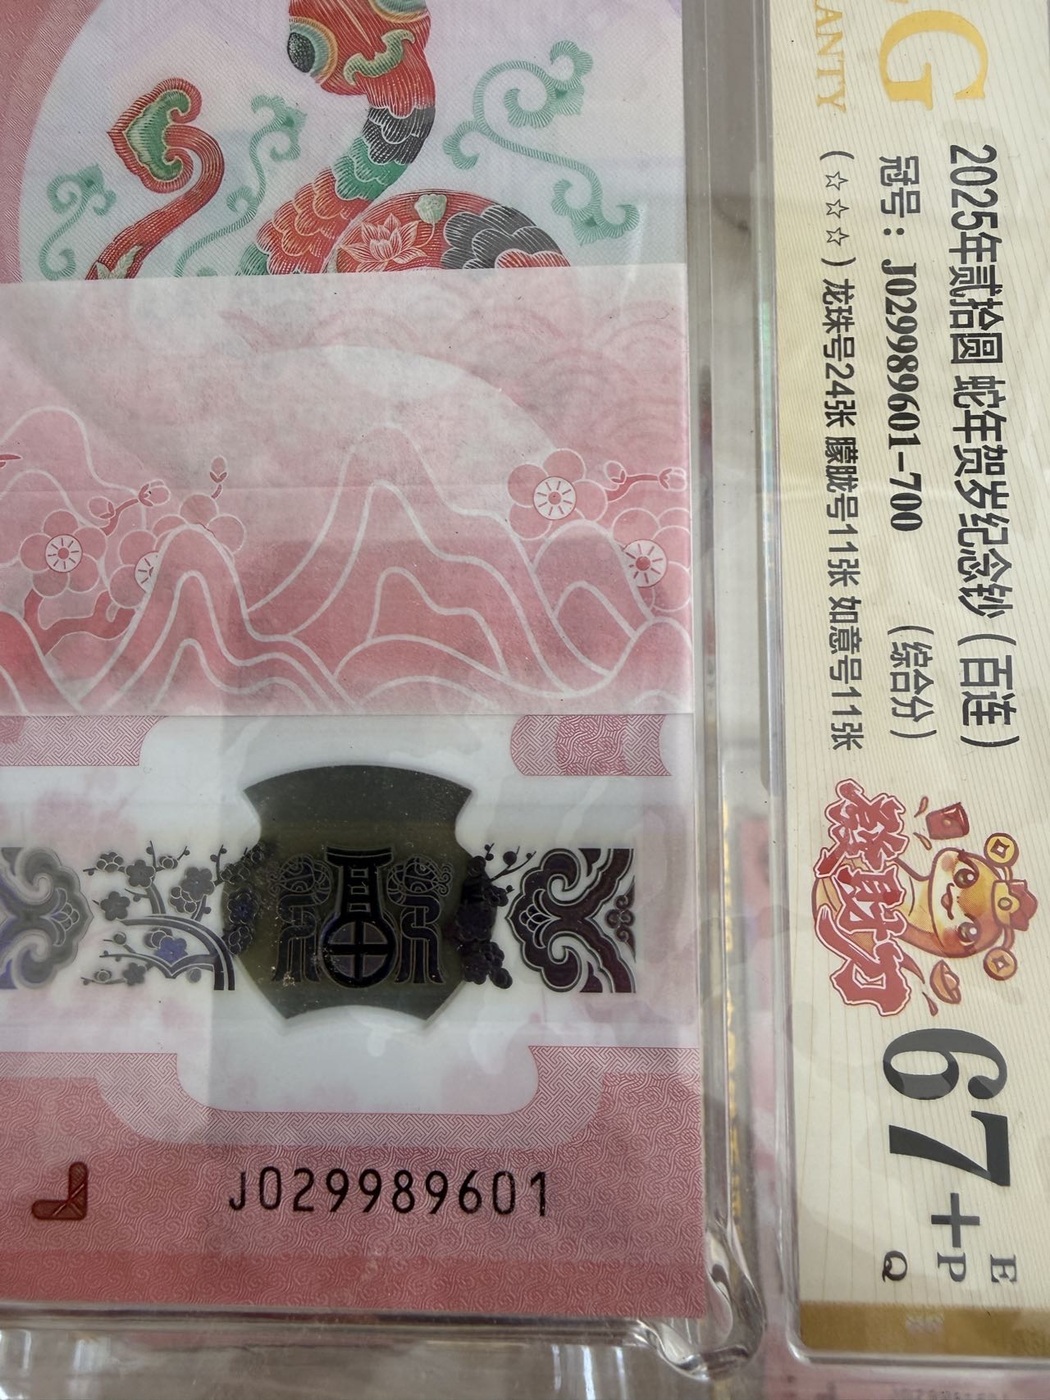 J029989601
G
ANTY
2025年贰拾圆 蛇年贺岁纪念钞（百连）
冠号：J029989601-700 （综合分）
（☆☆☆）龙珠号24张 朦胧号11张 如意号11张
發财
67+
E
P
Q